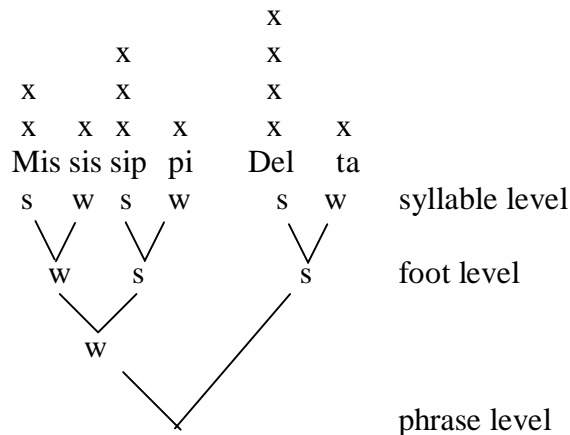 x
x
x x
x x x x
Mis sis sip pi Del ta
s w s w s w syllable level
w s s foot level
w
phrase level